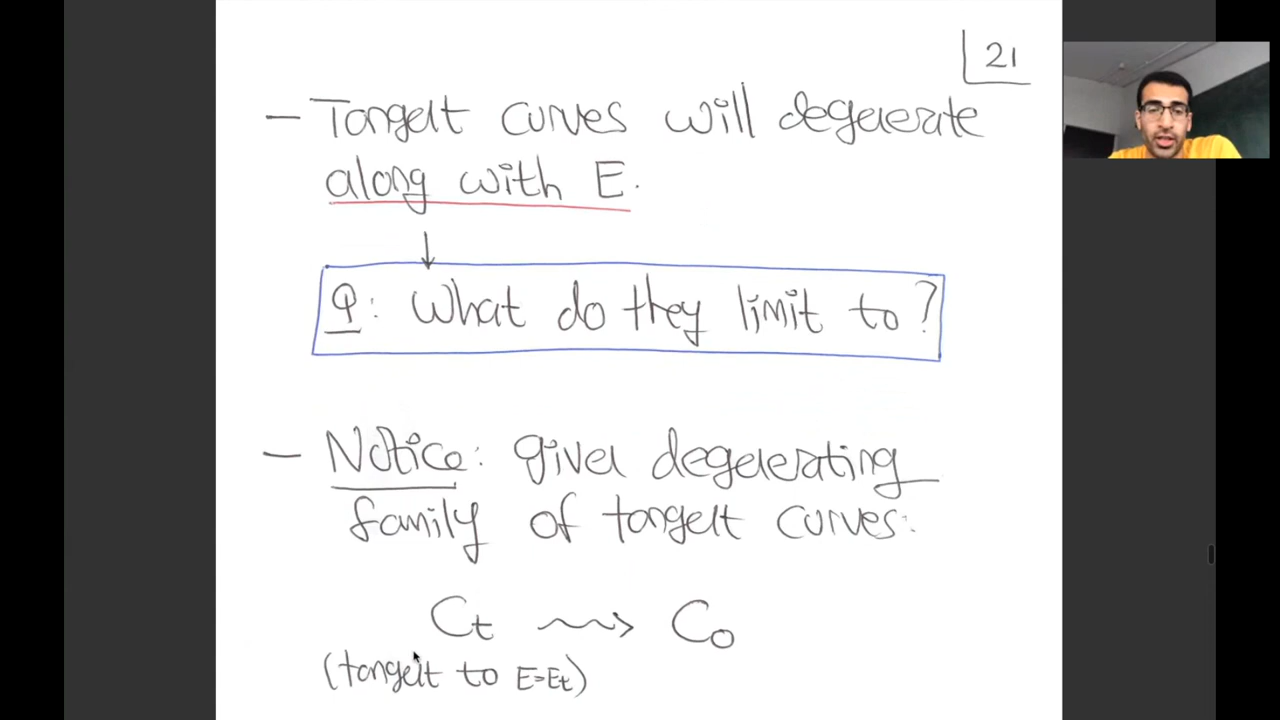 21
- Tangent curves will degenerate
along with E.
Q: What do they limit to?
- Notice: given degenerating
family of tangent curves:
Ct ⇝ C0
(tangent to E=Et)